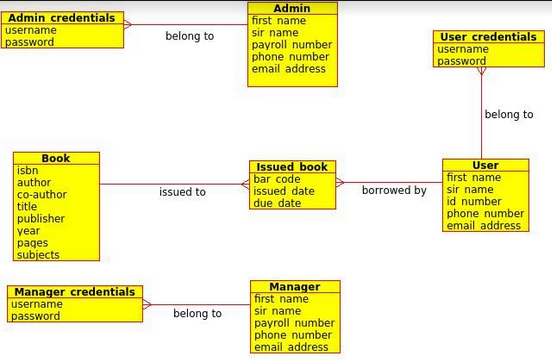 Admin credentials
username
password
belong to
Admin
first name
sir name
payroll number
phone number
email address
User credentials
username
password
belong to
Book
isbn
author
co-author
title
publisher
year
pages
subjects
issued to
Issued book
bar code
issued date
due date
borrowed by
User
first name
sir name
id number
phone number
email address
Manager credentials
username
password
belong to
Manager
first name
sir name
payroll number
phone number
email address